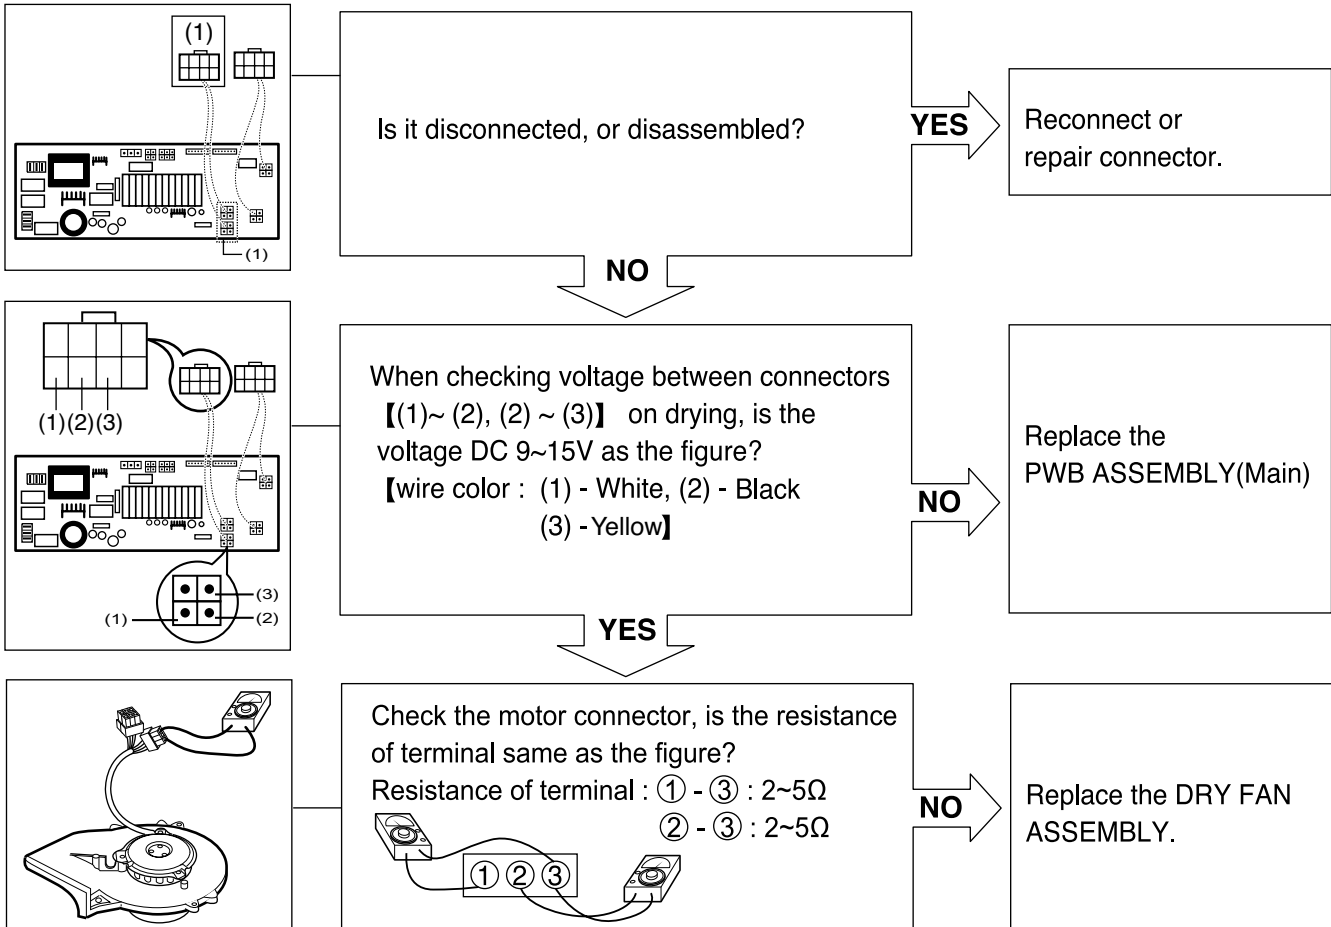 (1)
(1)
Is it disconnected, or disassembled?
YES
Reconnect or
repair connector.
NO
(1)(2)(3)
(3)
(1)
(2)
When checking voltage between connectors
【(1)~ (2), (2) ~ (3)】 on drying, is the
voltage DC 9~15V as the figure?
【wire color : (1) - White, (2) - Black
(3) - Yellow】
NO
Replace the
PWB ASSEMBLY(Main)
YES
Check the motor connector, is the resistance
of terminal same as the figure?
Resistance of terminal : ① - ③ : 2~5Ω
② - ③ : 2~5Ω
① ② ③
NO
Replace the DRY FAN
ASSEMBLY.